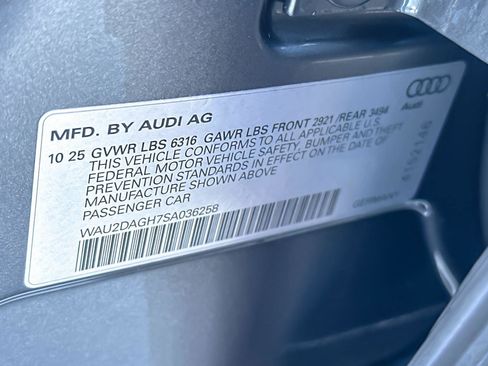 MFD. BY AUDI AG
10 25 GVWR LBS 6316 GAWR LBS FRONT 2921 /REAR 3494
THIS VEHICLE CONFORMS TO ALL APPLICABLE U.S.
FEDERAL MOTOR VEHICLE SAFETY, BUMPER, AND THEFT
PREVENTION STANDARDS IN EFFECT ON THE DATE OF
MANUFACTURE SHOWN ABOVE
PASSENGER CAR
WAU2DAGH7SA036258
Audi
4152146
GERMANY